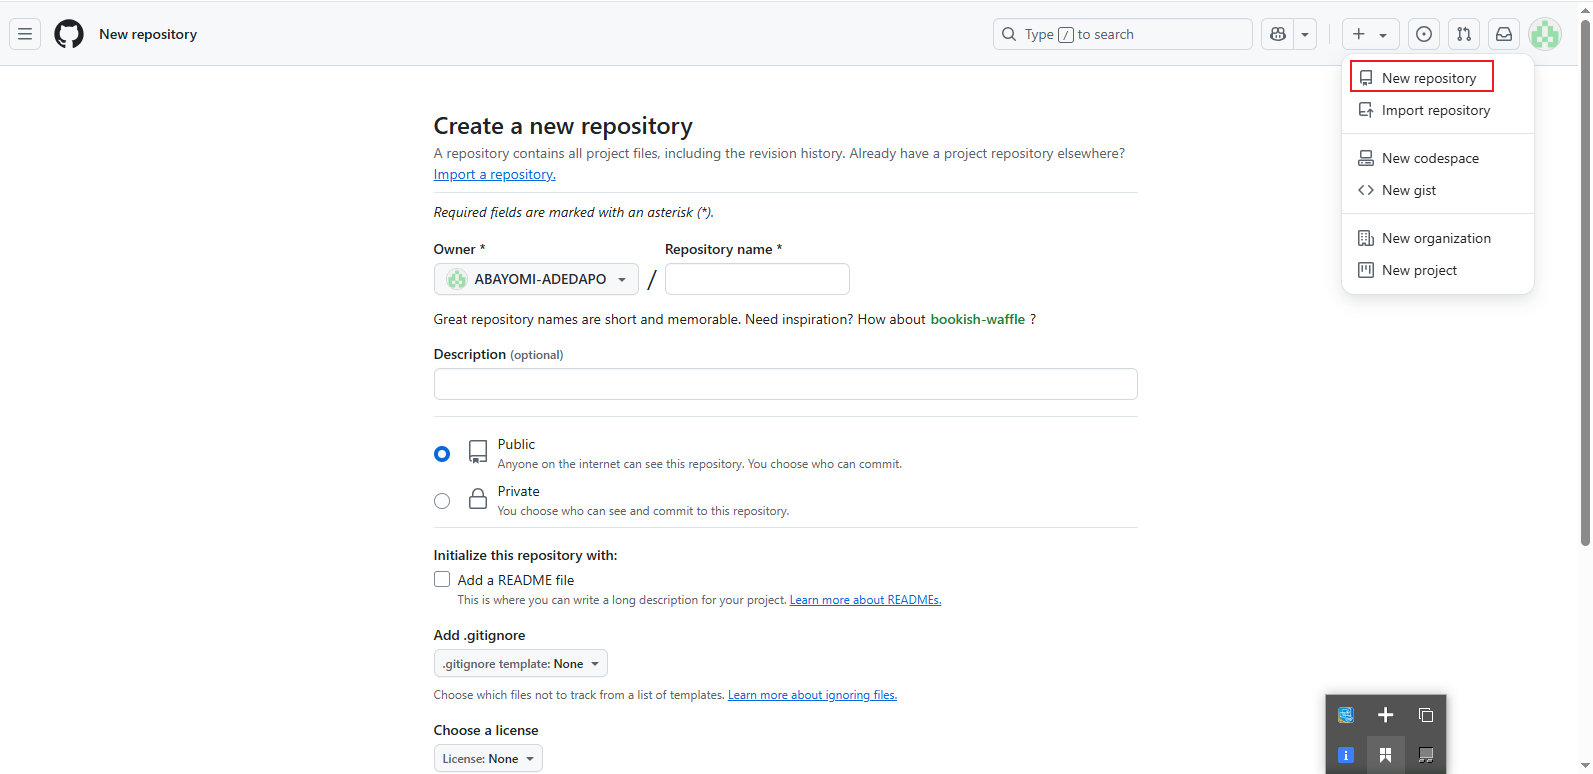 New repository
Type / to search
New repository
Import repository
New codespace
New gist
New organization
New project
Create a new repository
A repository contains all project files, including the revision history. Already have a project repository elsewhere?
Import a repository.
Required fields are marked with an asterisk (*).
Owner * Repository name *
ABAYOMI-ADEDAPO /
Great repository names are short and memorable. Need inspiration? How about bookish-waffle ?
Description (optional)
Public
Anyone on the internet can see this repository. You choose who can commit.
Private
You choose who can see and commit to this repository.
Initialize this repository with:
Add a README file
This is where you can write a long description for your project. Learn more about READMEs.
Add .gitignore
.gitignore template: None
Choose which files not to track from a list of templates. Learn more about ignoring files.
Choose a license
License: None